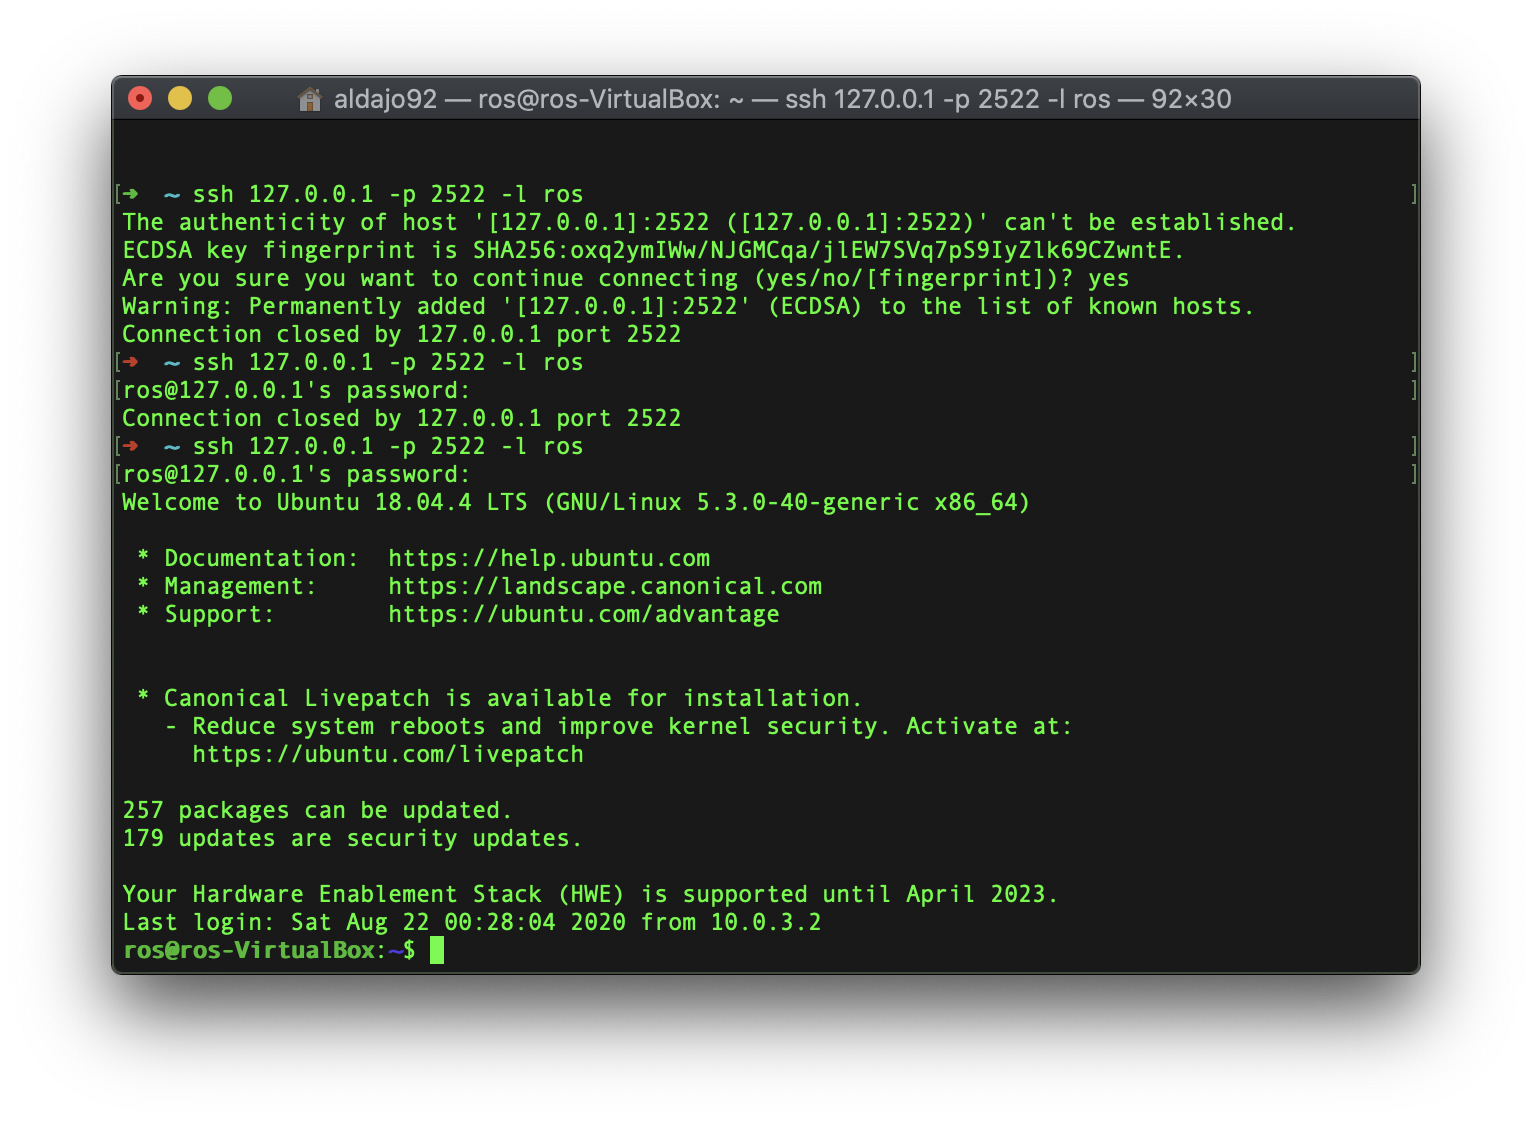 aldajo92 — ros@ros-VirtualBox: ~ — ssh 127.0.0.1 -p 2522 -l ros — 92×30
[➜  ~ ssh 127.0.0.1 -p 2522 -l ros ]
The authenticity of host '[127.0.0.1]:2522 ([127.0.0.1]:2522)' can't be established.
ECDSA key fingerprint is SHA256:oxq2ymIWw/NJGMCqa/jlEW7SVq7pS9IyZlk69CZwntE.
Are you sure you want to continue connecting (yes/no/[fingerprint])? yes
Warning: Permanently added '[127.0.0.1]:2522' (ECDSA) to the list of known hosts.
Connection closed by 127.0.0.1 port 2522
[➜  ~ ssh 127.0.0.1 -p 2522 -l ros ]
[ros@127.0.0.1's password: ]
Connection closed by 127.0.0.1 port 2522
[➜  ~ ssh 127.0.0.1 -p 2522 -l ros ]
[ros@127.0.0.1's password: ]
Welcome to Ubuntu 18.04.4 LTS (GNU/Linux 5.3.0-40-generic x86_64)
* Documentation:  https://help.ubuntu.com
* Management:     https://landscape.canonical.com
* Support:        https://ubuntu.com/advantage
* Canonical Livepatch is available for installation.
- Reduce system reboots and improve kernel security. Activate at:
https://ubuntu.com/livepatch
257 packages can be updated.
179 updates are security updates.
Your Hardware Enablement Stack (HWE) is supported until April 2023.
Last login: Sat Aug 22 00:28:04 2020 from 10.0.3.2
ros@ros-VirtualBox:~$